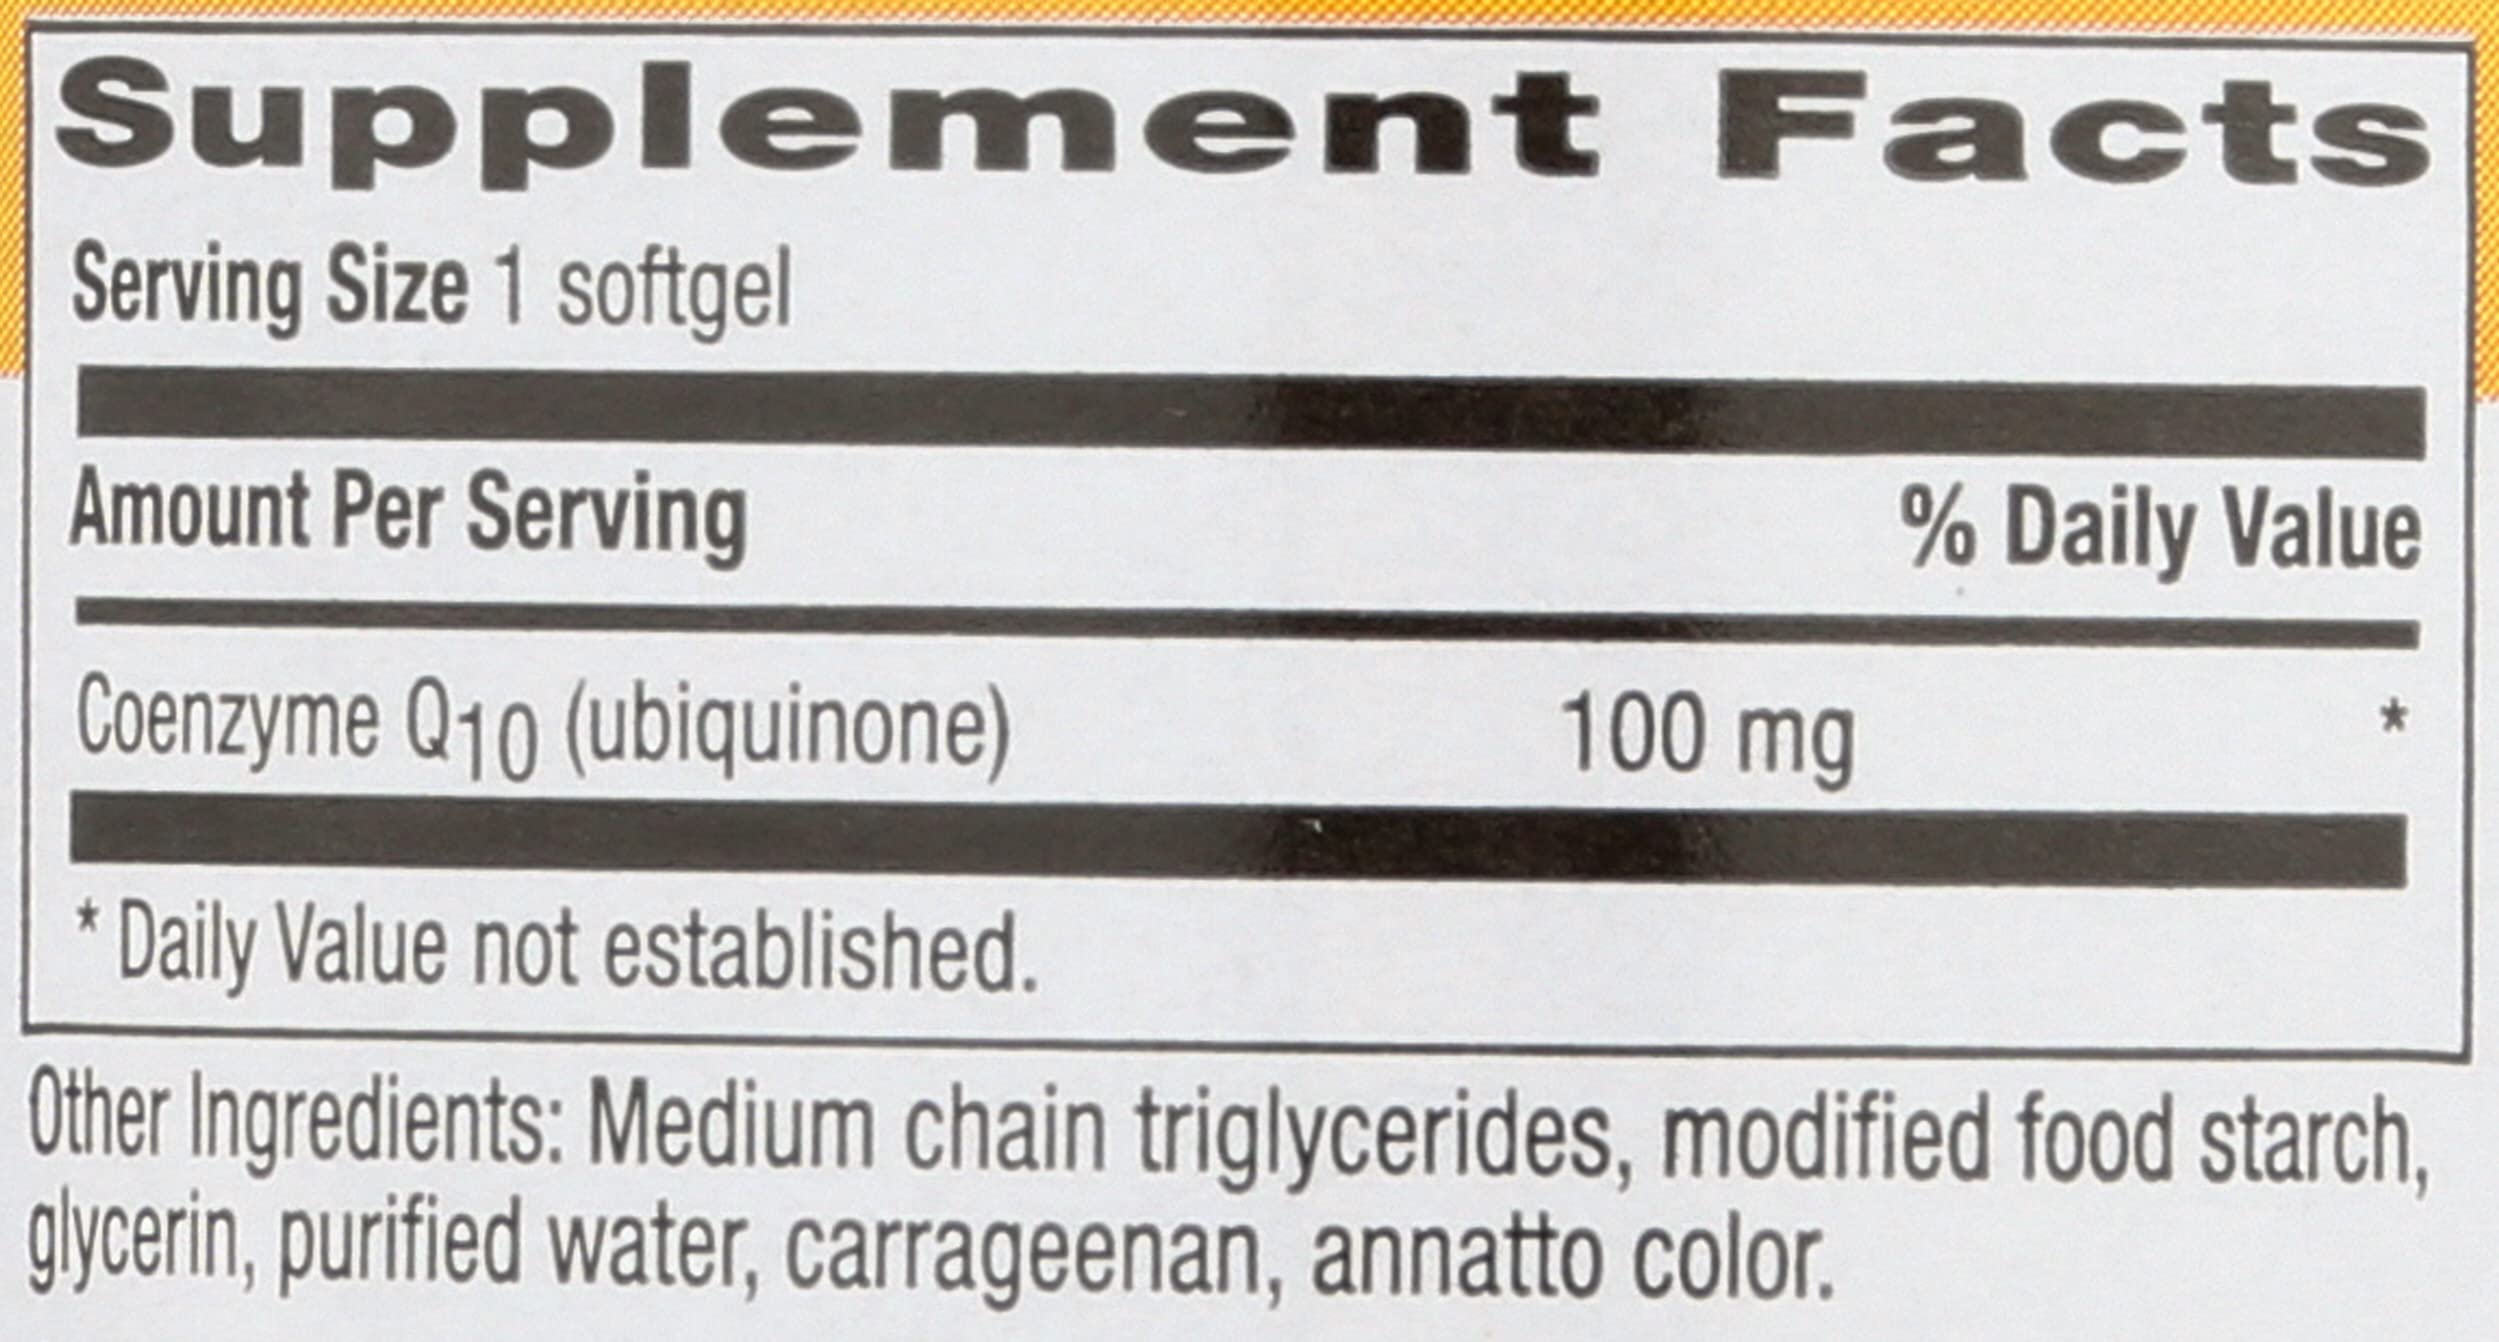 Supplement Facts
Serving Size 1 softgel
Amount Per Serving % Daily Value
Coenzyme Q10 (ubiquinone) 100 mg *
* Daily Value not established.
Other Ingredients: Medium chain triglycerides, modified food starch,
glycerin, purified water, carrageenan, annatto color.